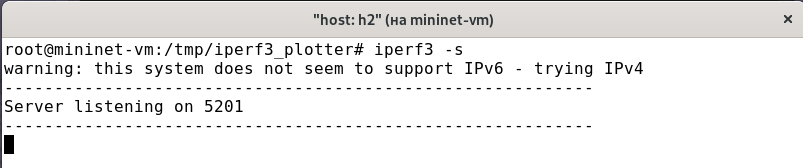 "host: h2" (на mininet-vm)
×
root@mininet-vm:/tmp/iperf3_plotter# iperf3 -s
warning: this system does not seem to support IPv6 - trying IPv4
-----------------------------------------------------------
Server listening on 5201
-----------------------------------------------------------